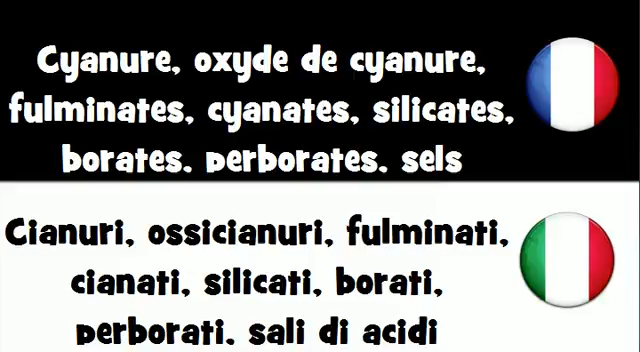 Cyanure, oxyde de cyanure,
fulminates, cyanates, silicates,
borates, perborates, sels
Cianuri, ossicianuri, fulminati,
cianati, silicati, borati,
perborati, sali di acidi